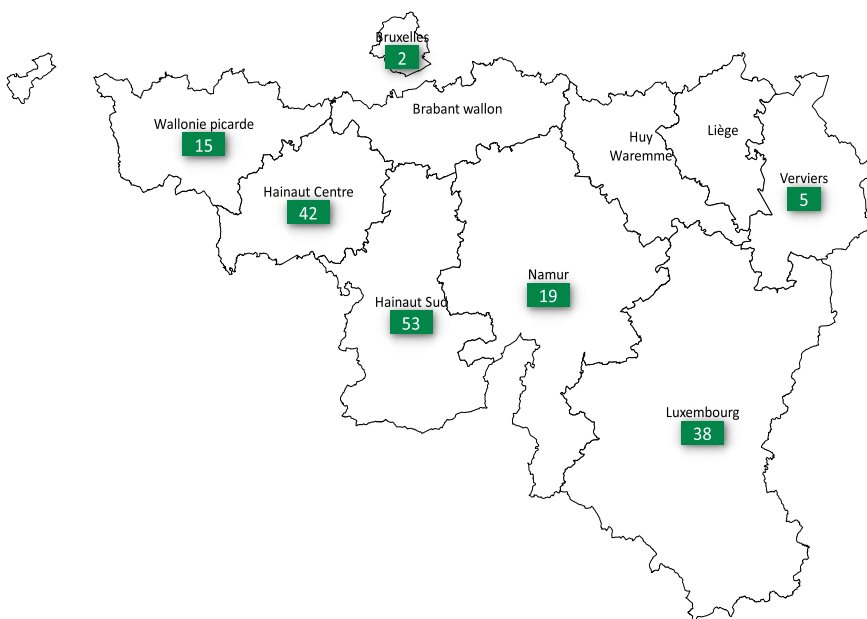 Bruxelles
2
Brabant wallon
Wallonie picarde
15
Huy
Waremme
Liège
Verviers
5
Hainaut Centre
42
Namur
19
Hainaut Sud
53
Luxembourg
38